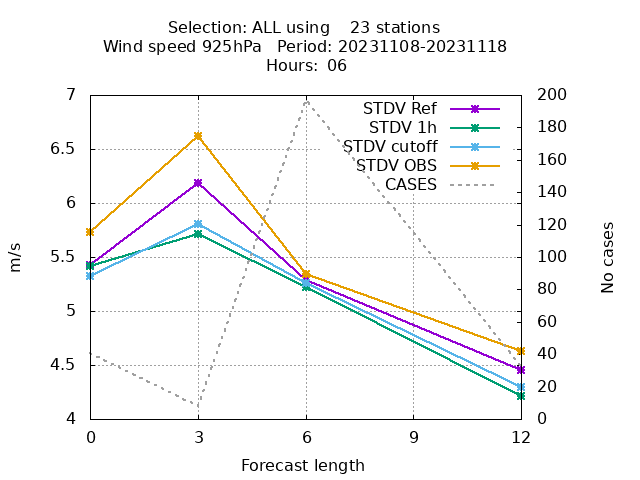 Selection: ALL using    23 stations
Wind speed 925hPa   Period: 20231108-20231118
Hours: 06
STDV Ref
STDV 1h
STDV cutoff
STDV OBS
CASES
7
6.5
6
5.5
5
4.5
4
m/s
200
180
160
140
120
100
80
60
40
20
0
No cases
0 3 6 9 12
Forecast length